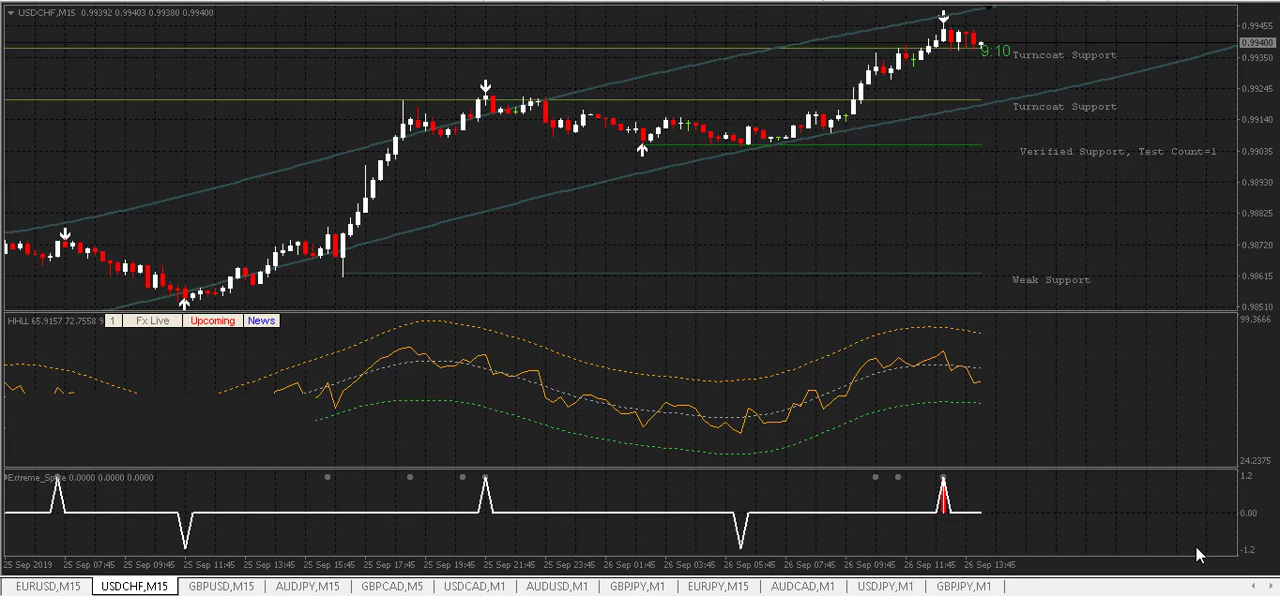 USDCHF,M15 0.99392 0.99403 0.99380 0.99400
0.99455
0.99400
9:10
Turncoat Support
0.99350
0.99245
Turncoat Support
0.99140
Verified Support, Test Count=1
0.99035
0.98930
0.98825
0.98720
Weak Support
0.98615
0.98510
HHLL 65.9157 72.7558 9
1 Fx Live Upcoming News
99.3666
24.2375
Extreme_Spike 0.0000 0.0000 0.0000
1.2
0.00
-1.2
25 Sep 2019 25 Sep 07:45 25 Sep 09:45 25 Sep 11:45 25 Sep 13:45 25 Sep 15:45 25 Sep 17:45 25 Sep 19:45 25 Sep 21:45 25 Sep 23:45 26 Sep 01:45 26 Sep 03:45 26 Sep 05:45 26 Sep 07:45 26 Sep 09:45 26 Sep 11:45 26 Sep 13:45
EURUSD,M15 USDCHF,M15 GBPUSD,M15 AUDJPY,M15 GBPCAD,M5 USDCAD,M1 AUDUSD,M1 GBPJPY,M1 EURJPY,M15 AUDCAD,M1 USDJPY,M1 GBPJPY,M1